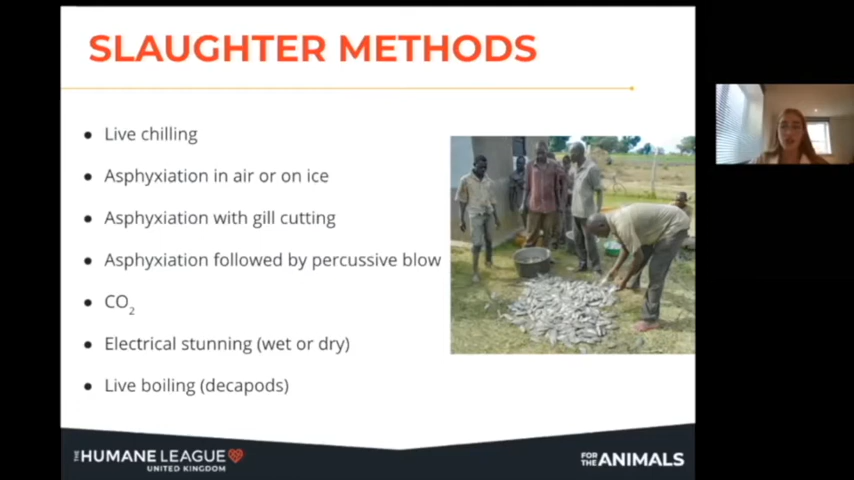 SLAUGHTER METHODS
• Live chilling
• Asphyxiation in air or on ice
• Asphyxiation with gill cutting
• Asphyxiation followed by percussive blow
• CO₂
• Electrical stunning (wet or dry)
• Live boiling (decapods)
THE HUMANE LEAGUE
UNITED KINGDOM
FOR THE ANIMALS